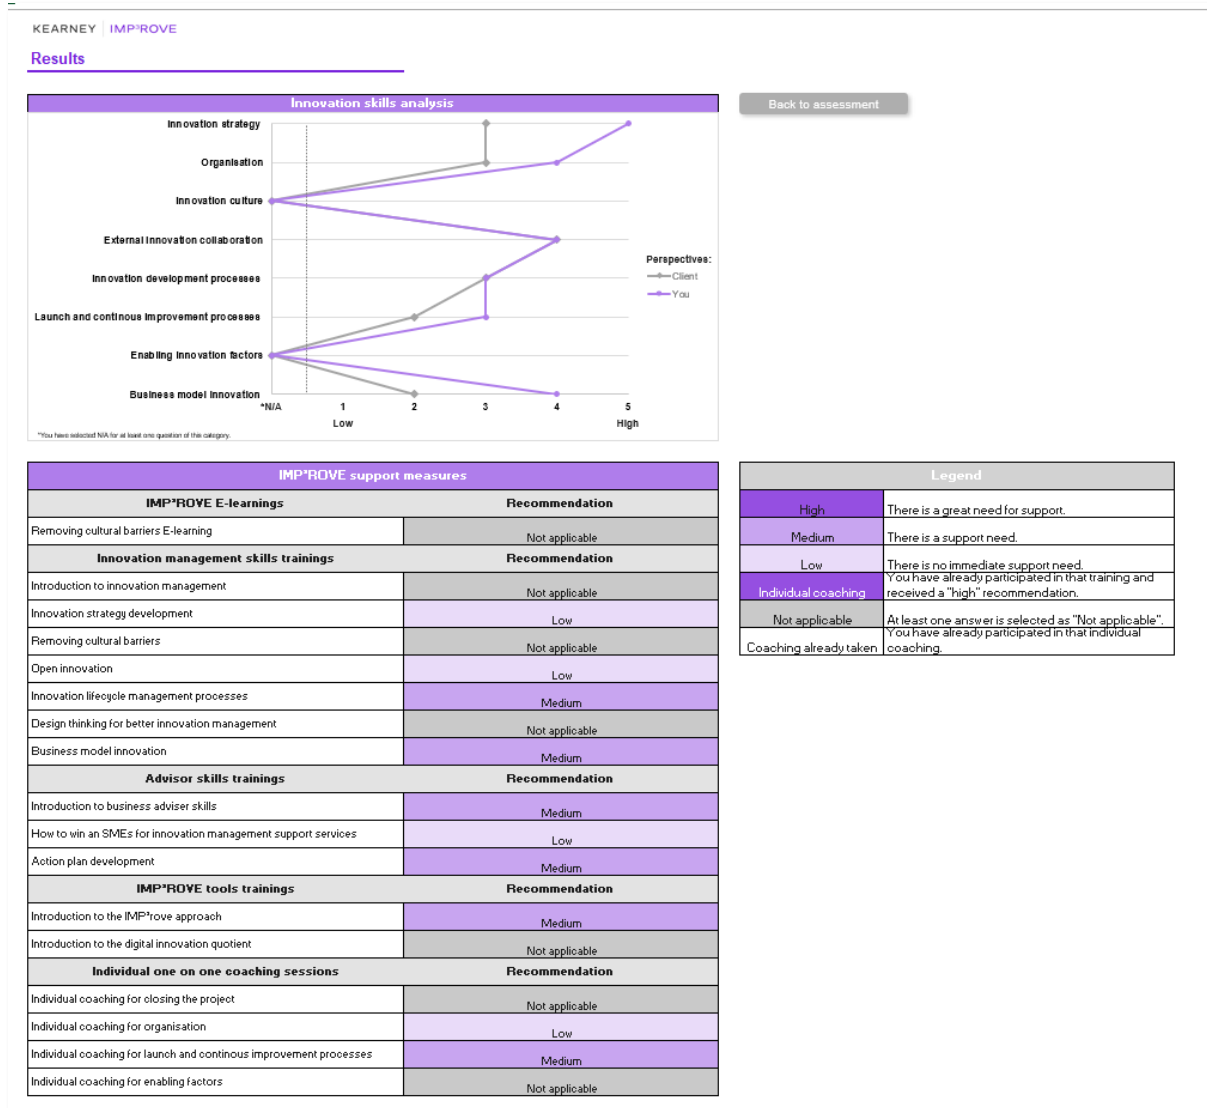 KEARNEY IMP³ROVE
Results
Innovation skills analysis
Back to assessment
Innovation strategy
Organisation
Innovation culture
External innovation collaboration
Innovation development processes
Launch and continous improvement processes
Enabling innovation factors
Business model innovation
*N/A 1 2 3 4 5
Low High
*You have selected N/A for at least one question of this category.
Perspectives:
Client
You
IMP³ROVE support measures
IMP³ROVE E-learnings Recommendation
Removing cultural barriers E-learning Not applicable
Innovation management skills trainings Recommendation
Introduction to innovation management Not applicable
Innovation strategy development Low
Removing cultural barriers Not applicable
Open innovation Low
Innovation lifecycle management processes Medium
Design thinking for better innovation management Not applicable
Business model innovation Medium
Advisor skills trainings Recommendation
Introduction to business adviser skills Medium
How to win an SMEs for innovation management support services Low
Action plan development Medium
IMP³ROVE tools trainings Recommendation
Introduction to the IMP³rove approach Medium
Introduction to the digital innovation quotient Not applicable
Individual one on one coaching sessions Recommendation
Individual coaching for closing the project Not applicable
Individual coaching for organisation Low
Individual coaching for launch and continous improvement processes Medium
Individual coaching for enabling factors Not applicable
Legend
High There is a great need for support.
Medium There is a support need.
Low There is no immediate support need.
You have already participated in that training and
Individual coaching received a "high" recommendation.
Not applicable At least one answer is selected as "Not applicable".
You have already participated in that individual
Coaching already taken coaching.